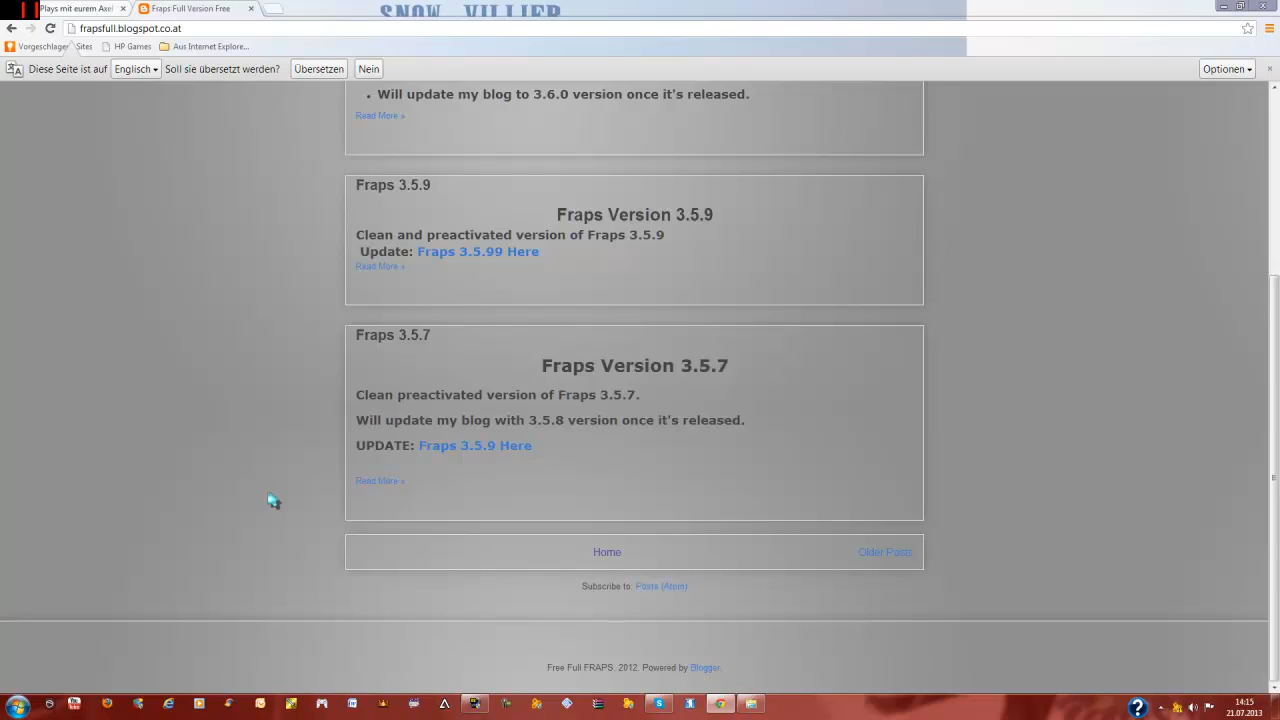 SNOW VILLIER
Plays mit eurem Axel
Fraps Full Version Free
frapsfull.blogspot.co.at
Vorgeschlagene Sites
HP Games
Aus Internet Explore...
Diese Seite ist auf
Englisch
Soll sie übersetzt werden?
Übersetzen
Nein
Optionen
Will update my blog to 3.6.0 version once it's released.
Read More »
Fraps 3.5.9
Fraps Version 3.5.9
Clean and preactivated version of Fraps 3.5.9
Update: Fraps 3.5.99 Here
Read More »
Fraps 3.5.7
Fraps Version 3.5.7
Clean preactivated version of Fraps 3.5.7.
Will update my blog with 3.5.8 version once it's released.
UPDATE: Fraps 3.5.9 Here
Read More »
Home
Older Posts
Subscribe to: Posts (Atom)
Free Full FRAPS. 2012. Powered by Blogger.
14:15
21.07.2013